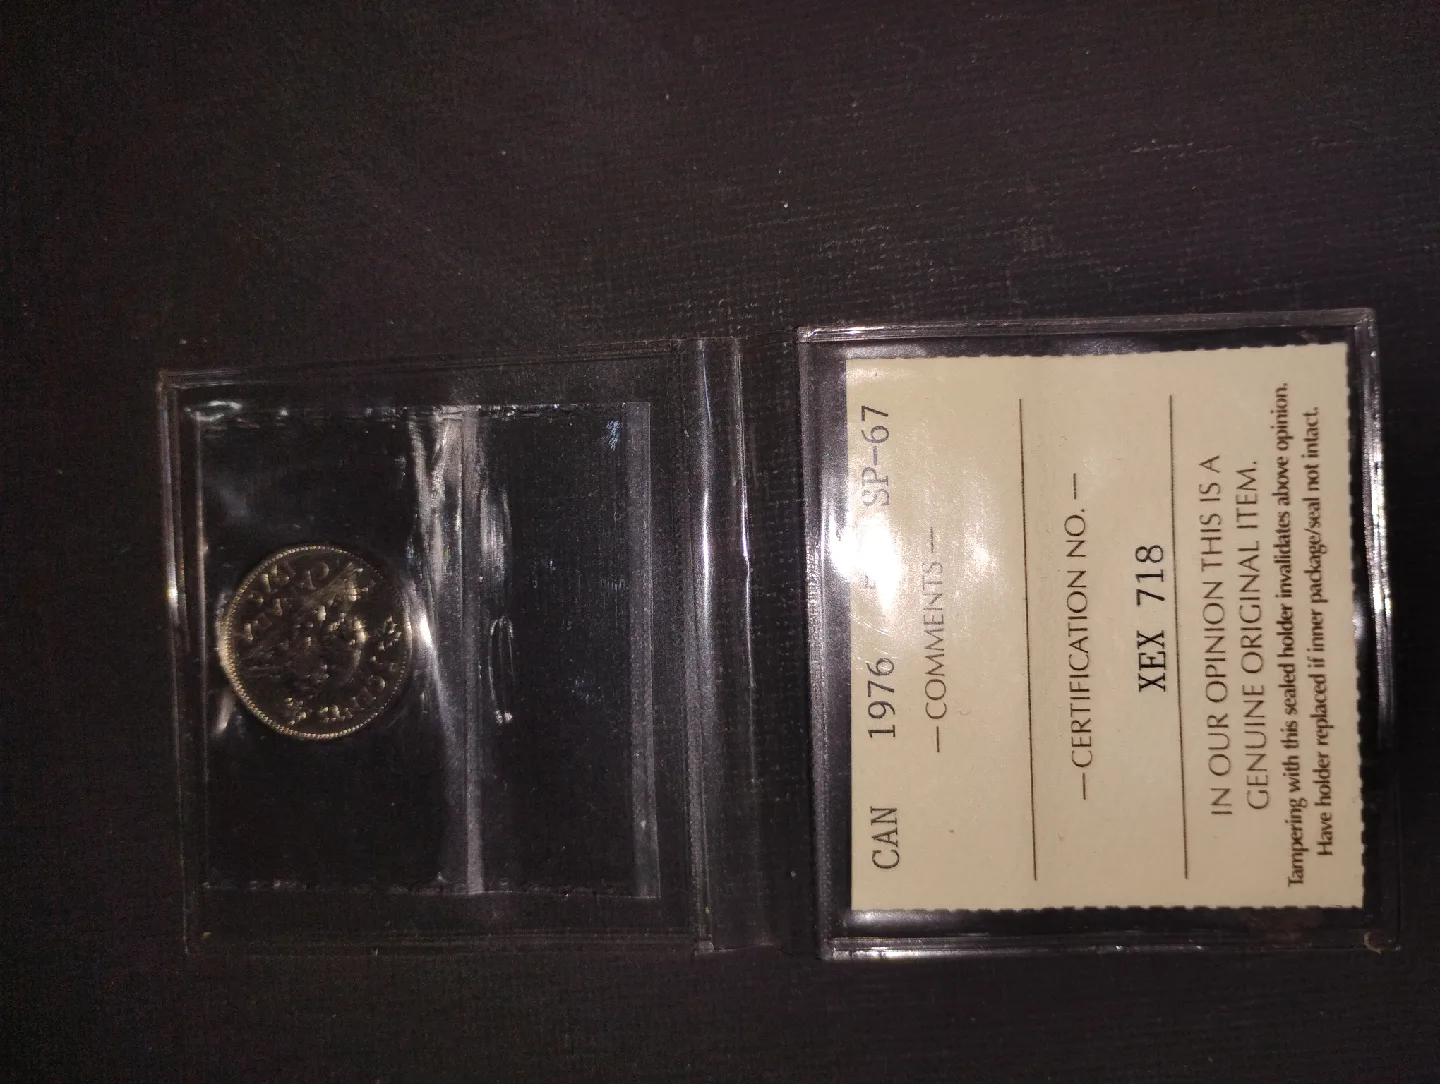 CAN 1976 SP-67
—COMMENTS—
—CERTIFICATION NO.—
XEX 718
IN OUR OPINION THIS IS A
GENUINE ORIGINAL ITEM.
Tampering with this sealed holder invalidates above opinion.
Have holder replaced if inner package/seal not intact.